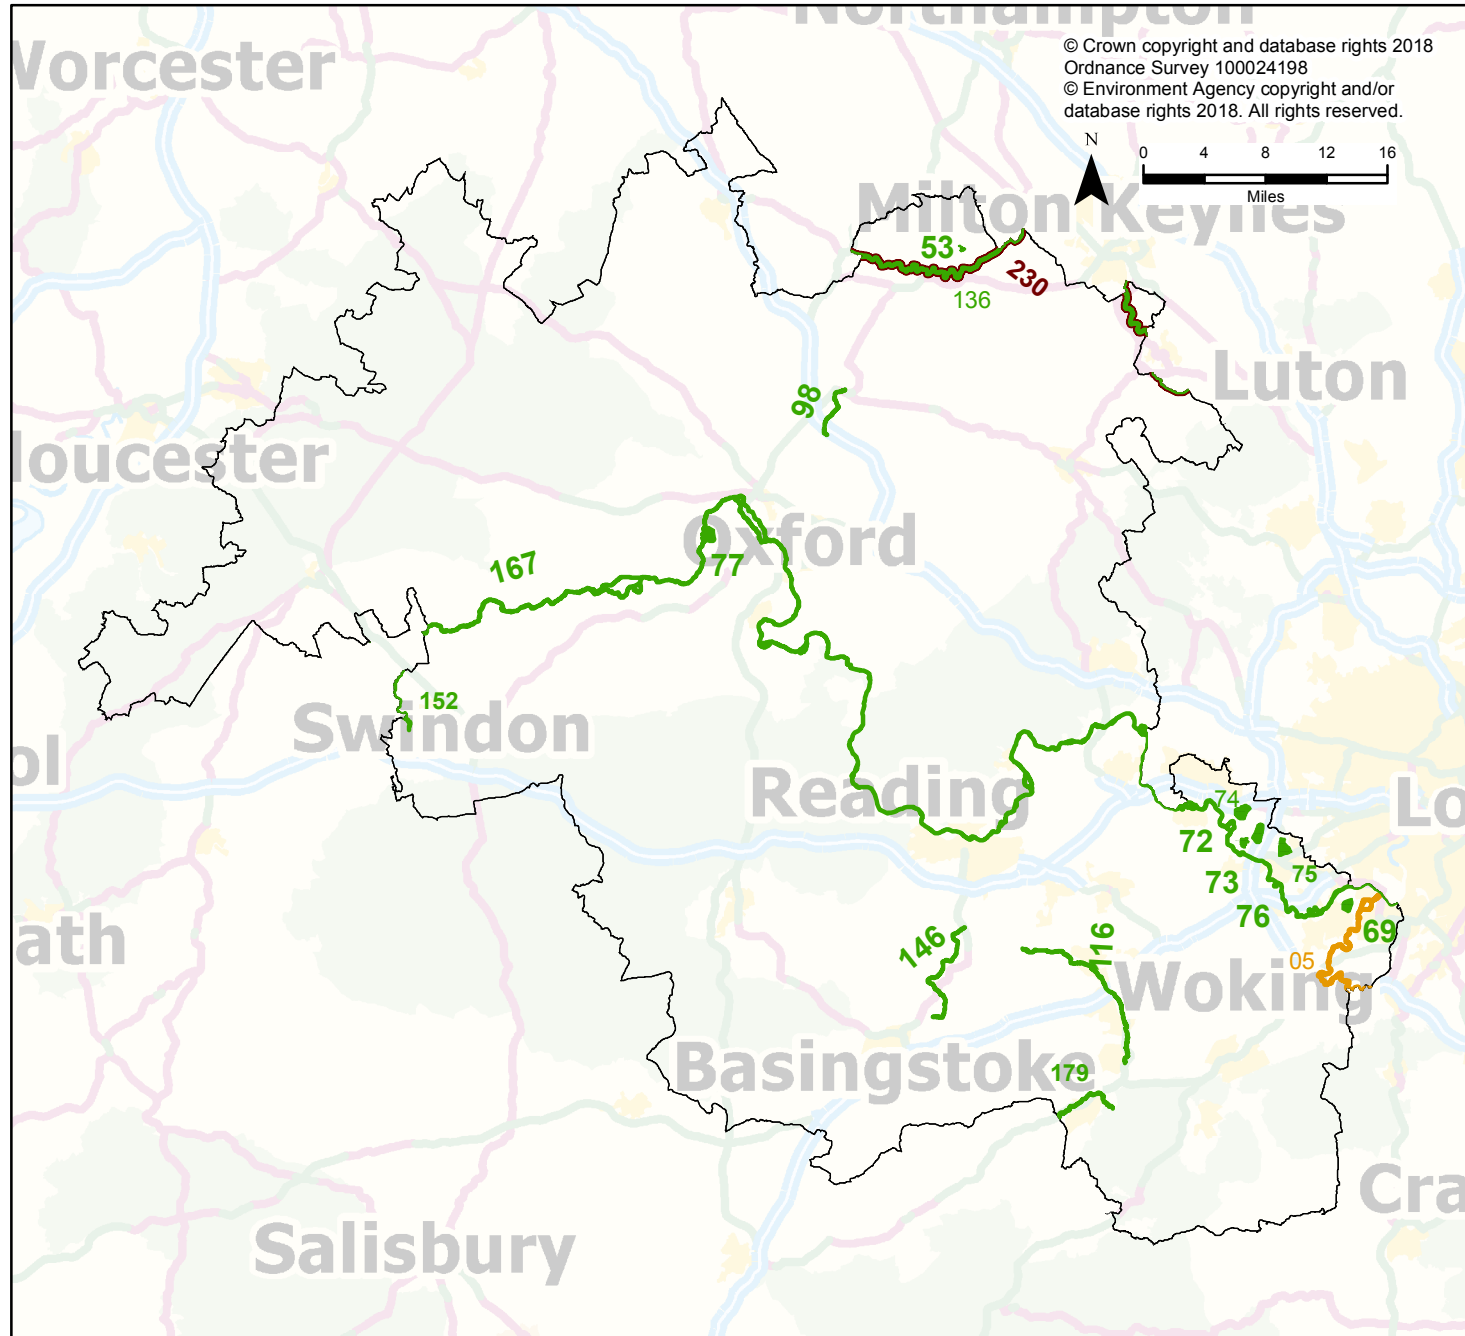 Northampton
Worcester
© Crown copyright and database rights 2018
Ordnance Survey 100024198
© Environment Agency copyright and/or
database rights 2018. All rights reserved.
N
0 4 8 12 16
Miles
Milton Keynes
53
230
136
Luton
98
loucester
Oxford
167
77
152
Swindon
ol
Reading
74
Lo
72
75
73
76
69
ath
146
116
05
Woking
Basingstoke
179
Cra
Salisbury